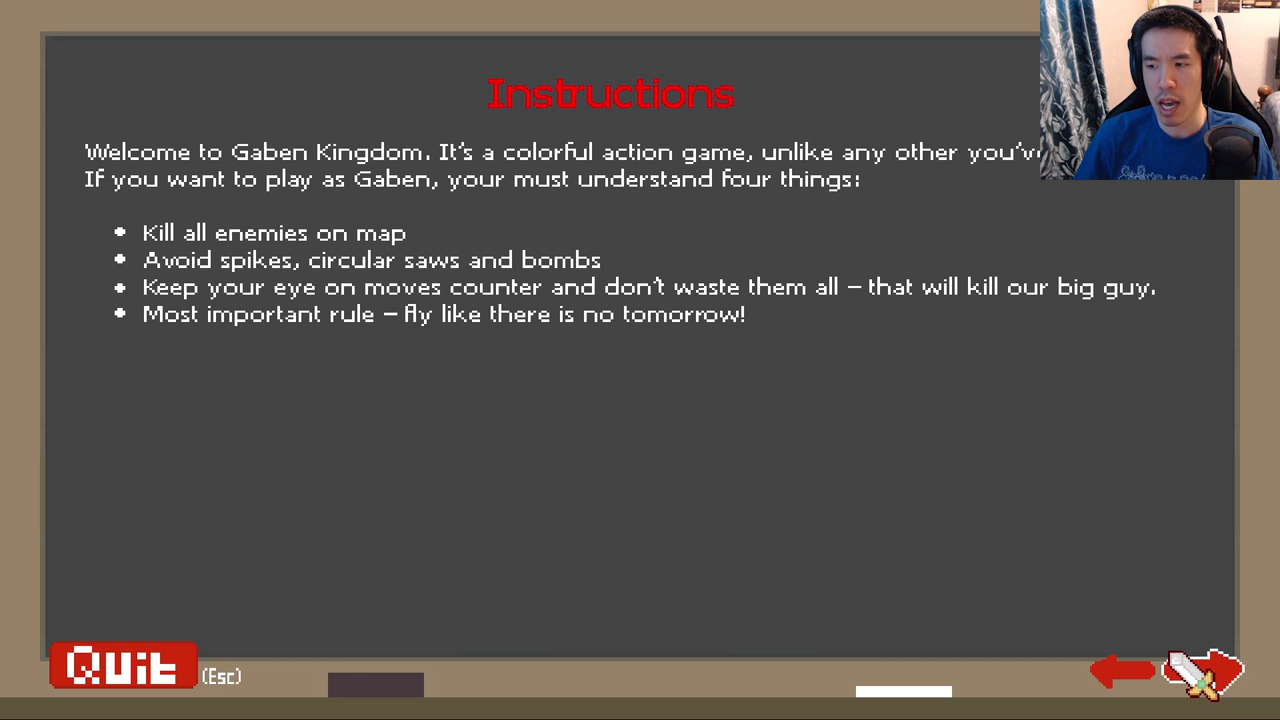 Instructions
Welcome to Gaben Kingdom. It's a colorful action game, unlike any other
If you want to play as Gaben, your must understand four things:
• Kill all enemies on map
• Avoid spikes, circular saws and bombs
• Keep your eye on moves counter and don't waste them all – that will kill our big guy.
• Most important rule – fly like there is no tomorrow!
Quit (Esc)